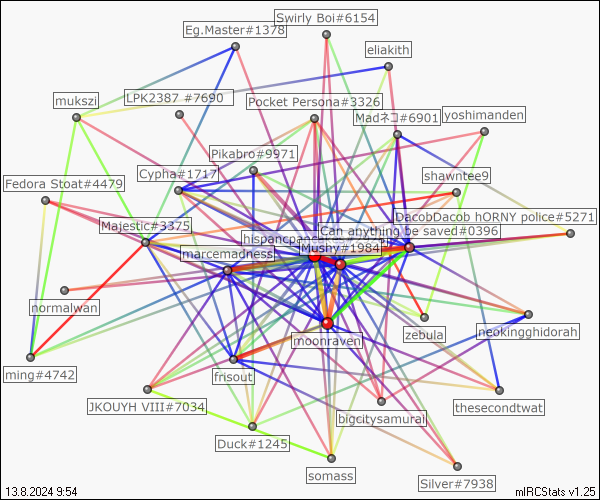 Swirly Boi#6154
Eg.Master#1378
eliakith
LPK2387 #7690
mukszi
Pocket Persona#3326
Madネコ#6901
yoshimanden
Pikabro#9971
Cypha#1717
shawntee9
Fedora Stoat#4479
DacobDacob hORNY police#5271
Majestic#3375
Can anything be saved#0396
Mushy#1984
marcemadness
normalwan
zebula
neokingghidorah
moonraven
ming#4742
frisout
JKOUYH VIII#7034
bigcitysamurai
thesecondtwat
Duck#1245
somass
Silver#7938
13.8.2024 9:54
mIRCStats v1.25